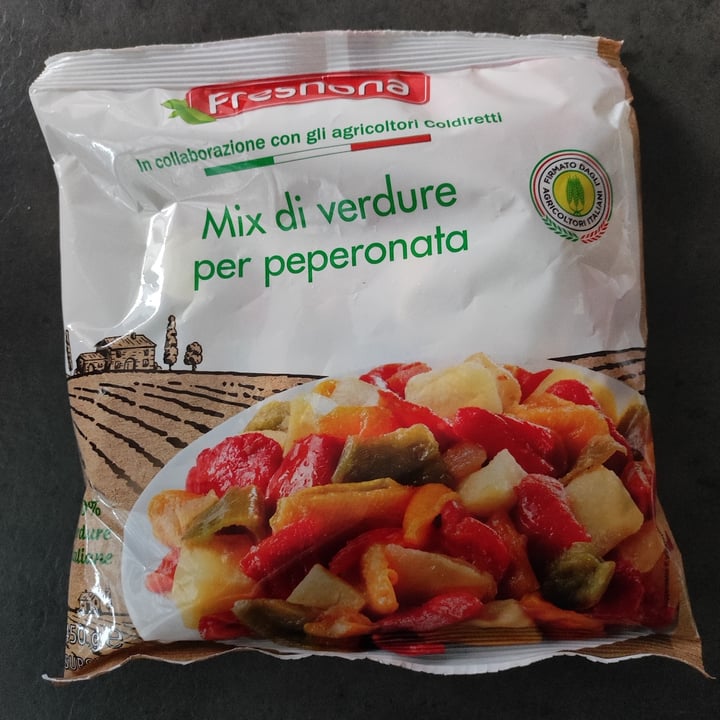 Freshona
In collaborazione con gli agricoltori Coldiretti
Mix di verdure
per peperonata
FIRMATO DAGLI
AGRICOLTORI ITALIANI